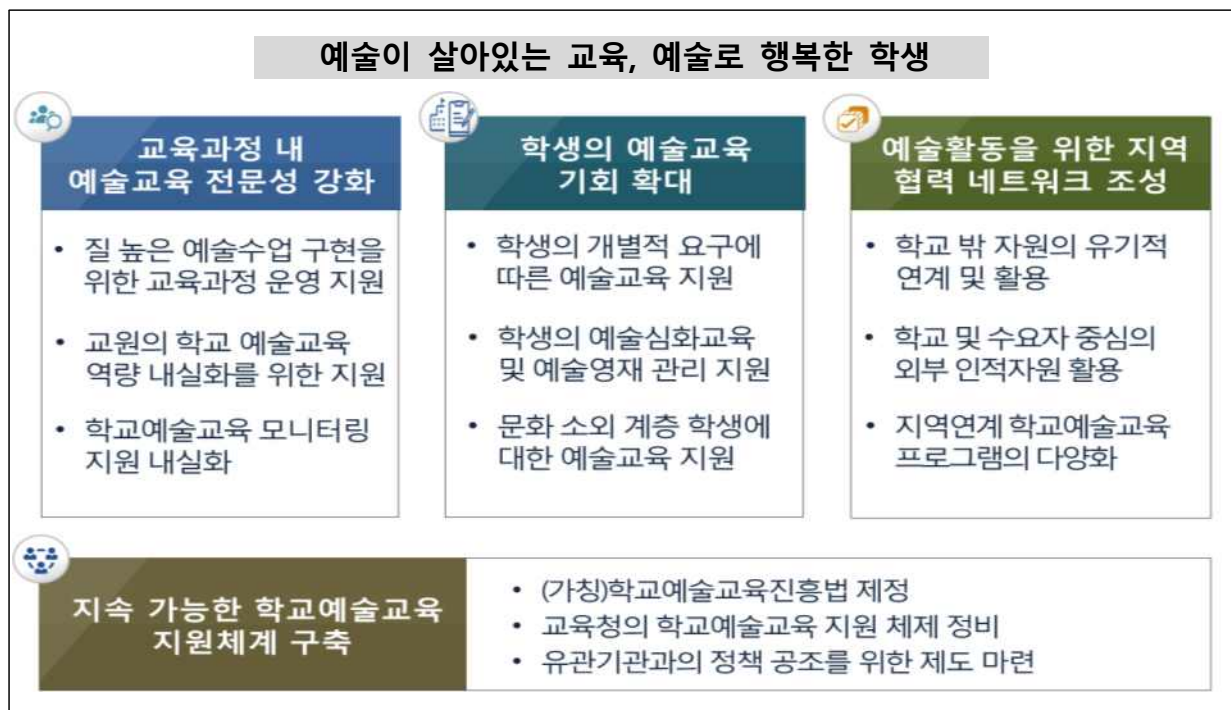 예술이 살아있는 교육, 예술로 행복한 학생
교육과정 내
예술교육 전문성 강화
• 질 높은 예술수업 구현을
위한 교육과정 운영 지원
• 교원의 학교 예술교육
역량 내실화를 위한 지원
• 학교예술교육 모니터링
지원 내실화
학생의 예술교육
기회 확대
• 학생의 개별적 요구에
따른 예술교육 지원
• 학생의 예술심화교육
및 예술영재 관리 지원
• 문화 소외 계층 학생에
대한 예술교육 지원
예술활동을 위한 지역
협력 네트워크 조성
• 학교 밖 자원의 유기적
연계 및 활용
• 학교 및 수요자 중심의
외부 인적자원 활용
• 지역연계 학교예술교육
프로그램의 다양화
지속 가능한 학교예술교육
지원체계 구축
• (가칭)학교예술교육진흥법 제정
• 교육청의 학교예술교육 지원 체제 정비
• 유관기관과의 정책 공조를 위한 제도 마련